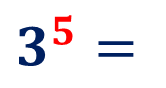 3⁵ =